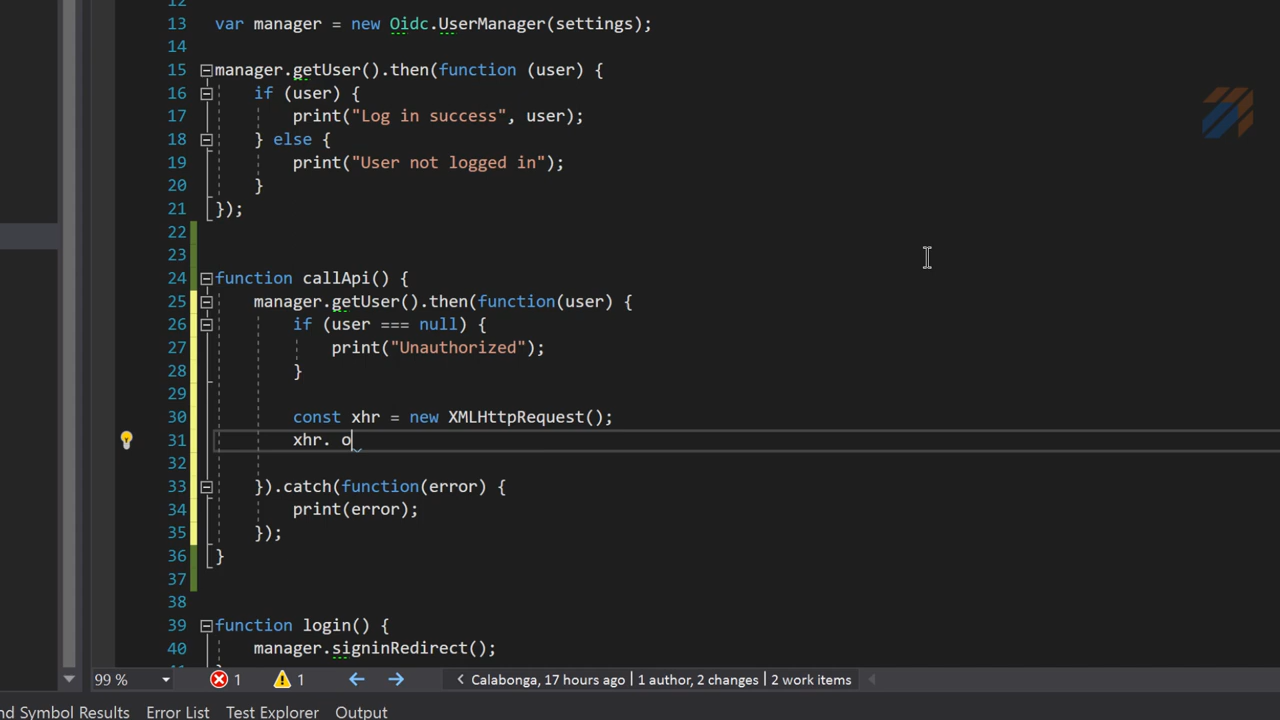 12
13 var manager = new Oidc.UserManager(settings);
14
15 manager.getUser().then(function (user) {
16 if (user) {
17 print("Log in success", user);
18 } else {
19 print("User not logged in");
20 }
21 });
22
23
24 function callApi() {
25 manager.getUser().then(function(user) {
26 if (user === null) {
27 print("Unauthorized");
28 }
29
30 const xhr = new XMLHttpRequest();
31 xhr. o
32
33 }).catch(function(error) {
34 print(error);
35 });
36 }
37
38
39 function login() {
40 manager.signinRedirect();
99 % 1 1 Calabonga, 17 hours ago | 1 author, 2 changes | 2 work items
nd Symbol Results Error List Test Explorer Output